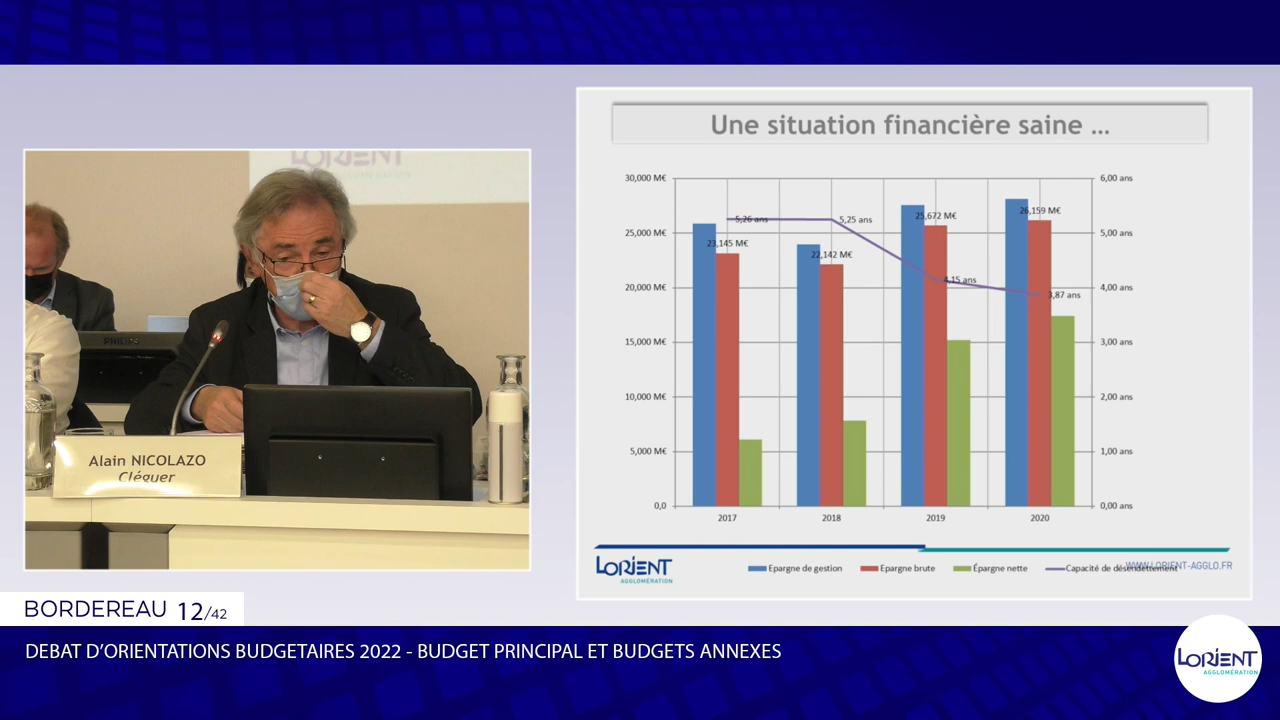 LORIENT
PHILIPS
Alain NICOLAZO
Cléguer
Une situation financière saine ...
30,000 M€
25,000 M€
20,000 M€
15,000 M€
10,000 M€
5,000 M€
0,0
6,00 ans
5,00 ans
4,00 ans
3,00 ans
2,00 ans
1,00 ans
0,00 ans
5,26 ans
5,25 ans
4,15 ans
3,87 ans
23,145 M€
22,142 M€
25,672 M€
26,159 M€
2017
2018
2019
2020
LORIENT
AGGLOMÉRATION
Epargne de gestion
Epargne brute
Épargne nette
Capacité de désendettement
WWW.LORIENT-AGGLO.FR
BORDEREAU 12/42
DEBAT D'ORIENTATIONS BUDGETAIRES 2022 - BUDGET PRINCIPAL ET BUDGETS ANNEXES
LORIENT
AGGLOMÉRATION